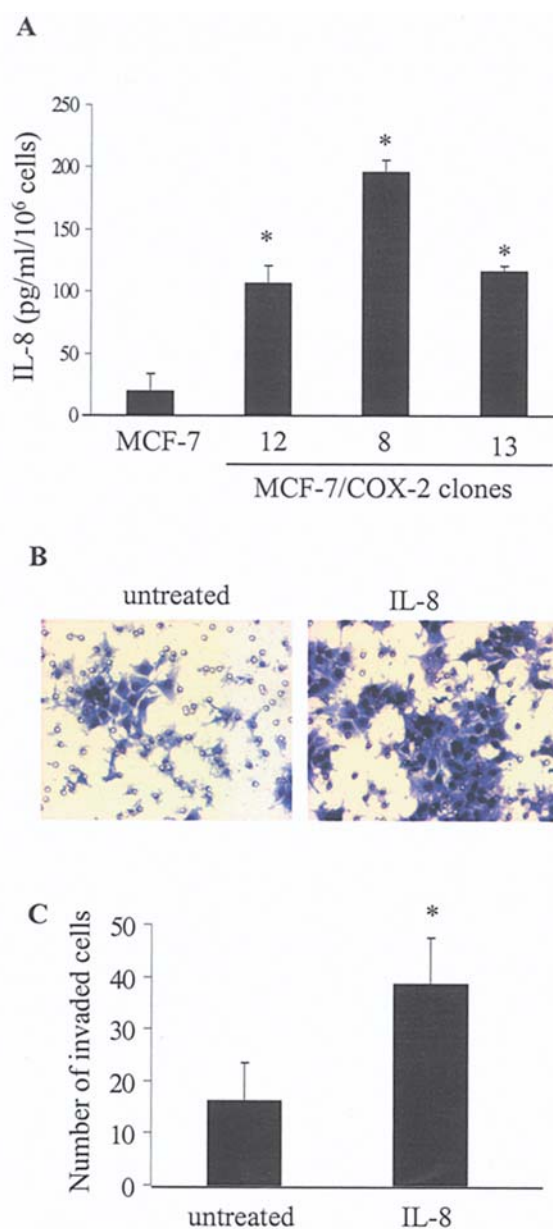 A
250
200
150
100
50
0
IL-8 (pg/ml/10⁶ cells)
*
*
*
MCF-7 12 8 13
MCF-7/COX-2 clones
B
untreated IL-8
C
50
40
30
20
10
0
Number of invaded cells
*
untreated IL-8